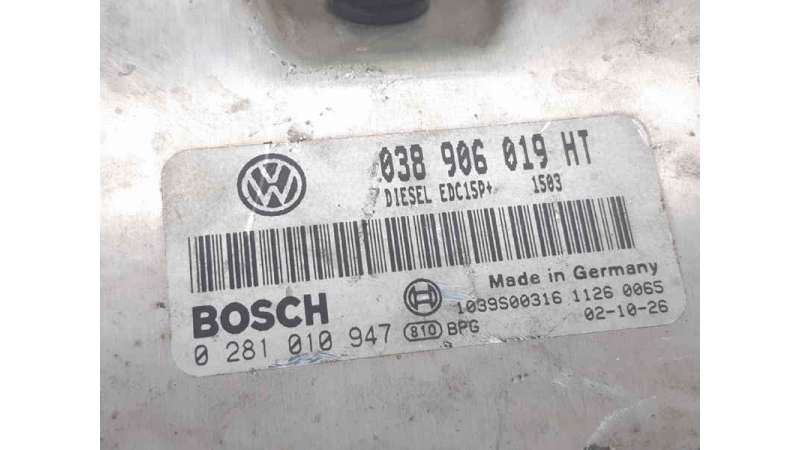 038 906 019 HT
DIESEL EDC15P+ 1503
Made in Germany
BOSCH
1039S00316 1126 0065
0 281 010 947 810 BPG 02-10-26